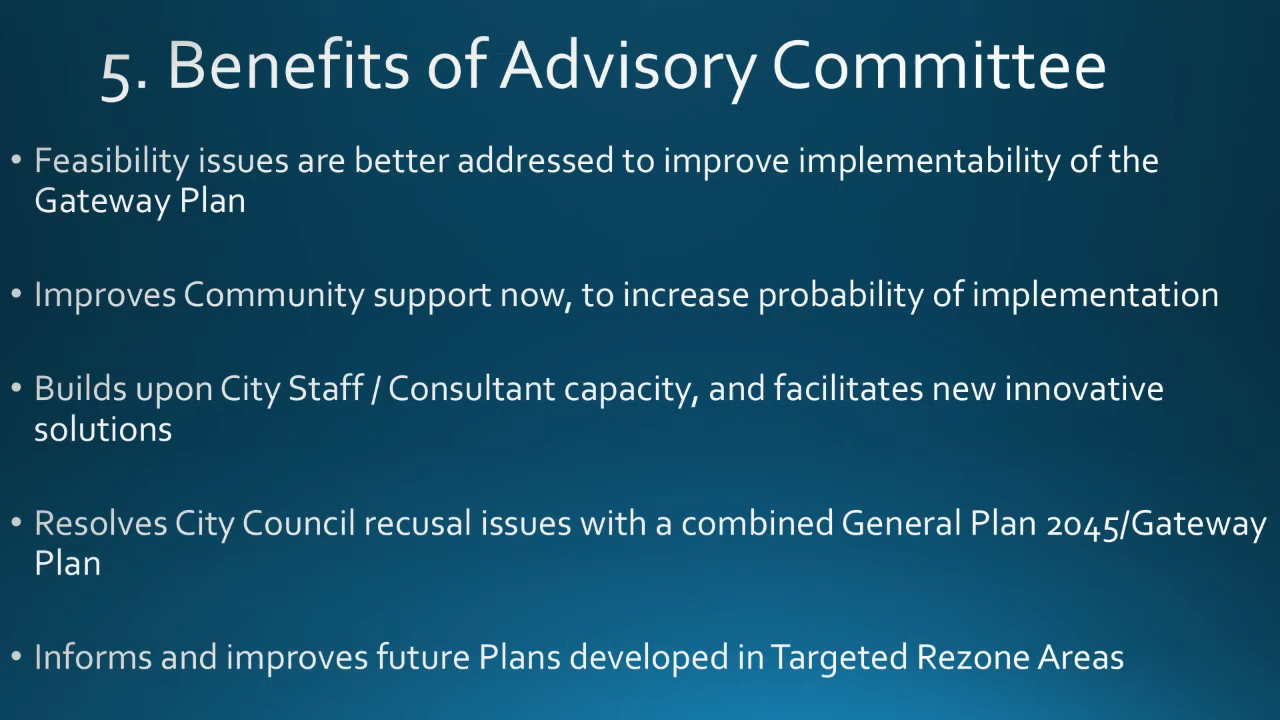 5. Benefits of Advisory Committee
• Feasibility issues are better addressed to improve implementability of the
Gateway Plan
• Improves Community support now, to increase probability of implementation
• Builds upon City Staff / Consultant capacity, and facilitates new innovative
solutions
• Resolves City Council recusal issues with a combined General Plan 2045/Gateway
Plan
• Informs and improves future Plans developed in Targeted Rezone Areas